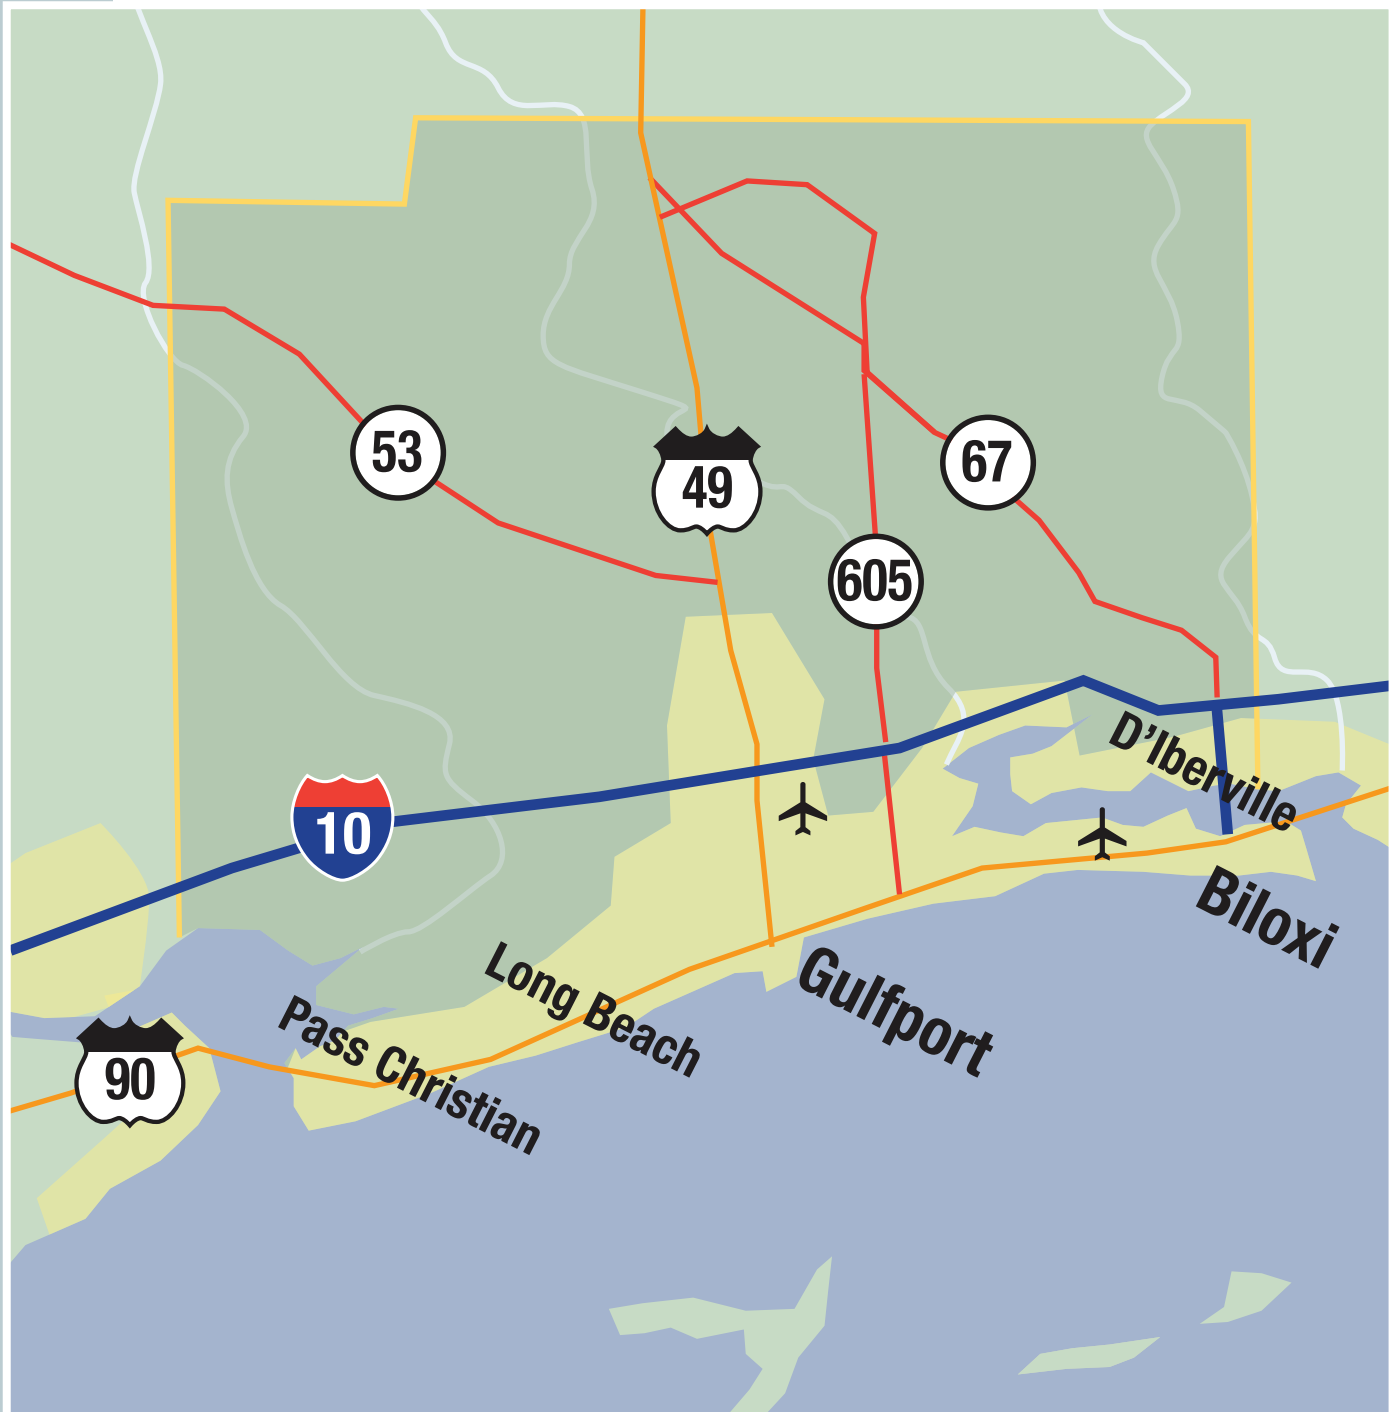 53
49
67
605
D'Iberville
10
Biloxi
Long Beach
Gulfport
Pass Christian
90